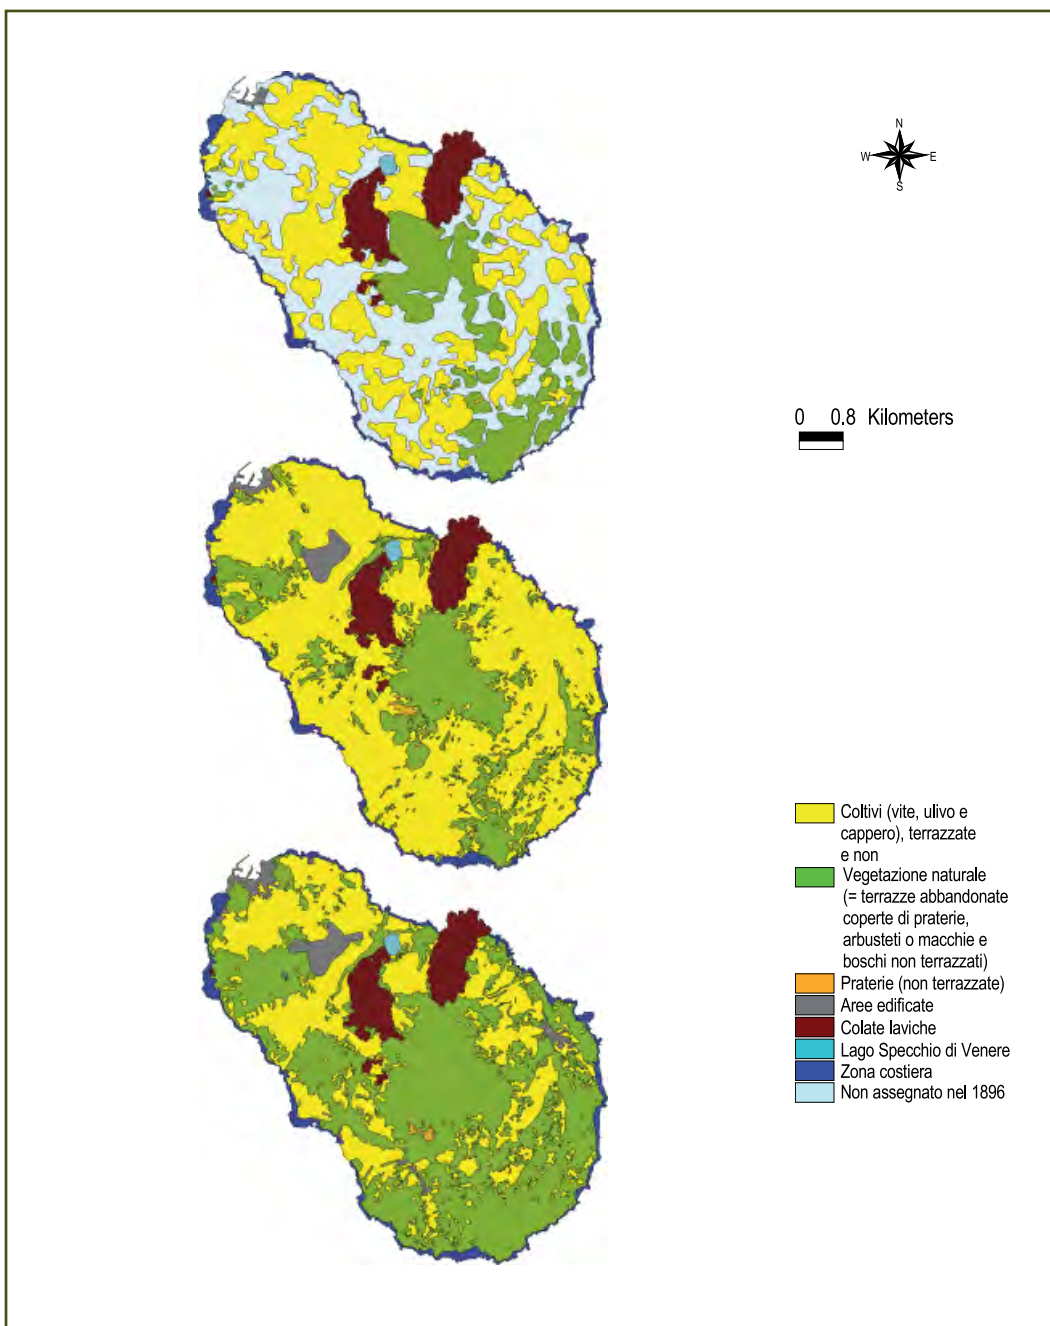 N
W E
S
0 0.8 Kilometers
Coltivi (vite, ulivo e
cappero), terrazzate
e non
Vegetazione naturale
(= terrazze abbandonate
coperte di praterie,
arbusteti o macchie e
boschi non terrazzati)
Praterie (non terrazzate)
Aree edificate
Colate laviche
Lago Specchio di Venere
Zona costiera
Non assegnato nel 1896